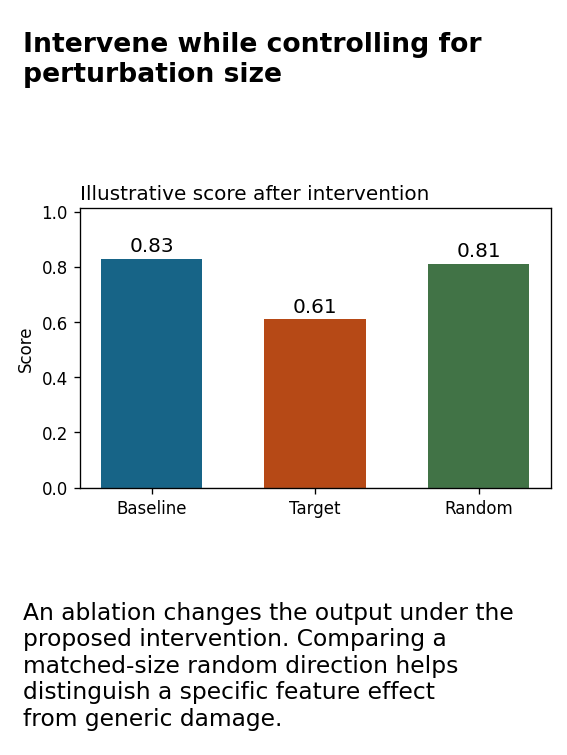 Intervene while controlling for
perturbation size
Illustrative score after intervention
1.0
0.8
0.6
0.4
0.2
0.0
Score
0.83
0.61
0.81
Baseline
Target
Random
An ablation changes the output under the
proposed intervention. Comparing a
matched-size random direction helps
distinguish a specific feature effect
from generic damage.